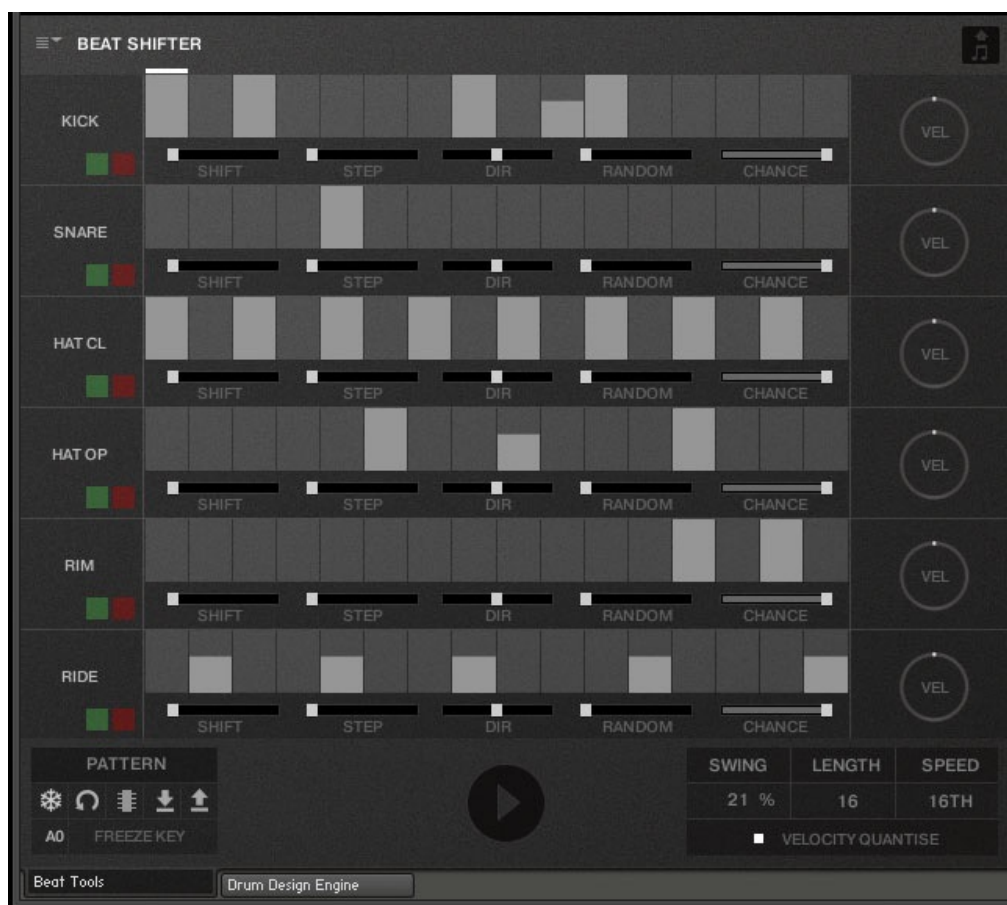 BEAT SHIFTER
KICK
VEL
SHIFT STEP DIR RANDOM CHANCE
SNARE
VEL
SHIFT STEP DIR RANDOM CHANCE
HAT CL
VEL
SHIFT STEP DIR RANDOM CHANCE
HAT OP
VEL
SHIFT STEP DIR RANDOM CHANCE
RIM
VEL
SHIFT STEP DIR RANDOM CHANCE
RIDE
VEL
SHIFT STEP DIR RANDOM CHANCE
PATTERN
A0 FREEZE KEY
SWING LENGTH SPEED
21 % 16 16TH
VELOCITY QUANTISE
Beat Tools Drum Design Engine